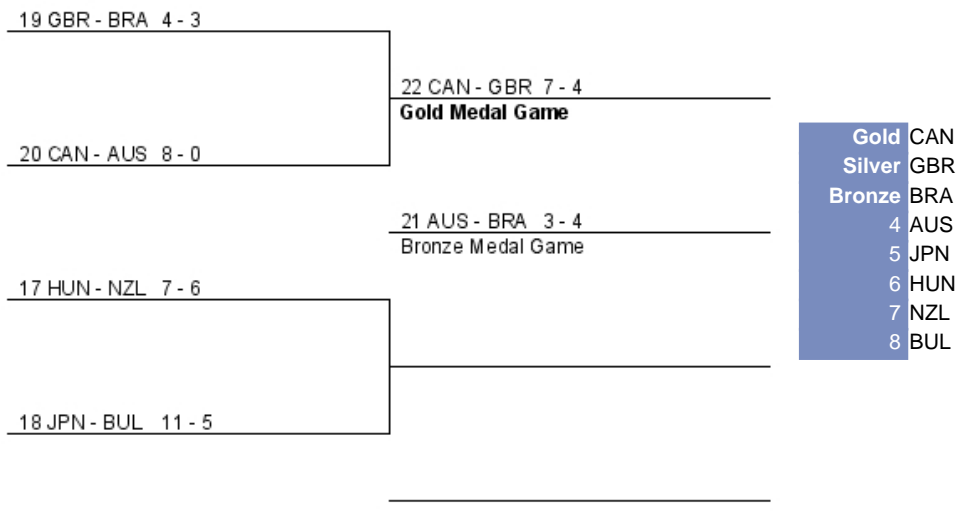 19 GBR - BRA 4 - 3
22 CAN - GBR 7 - 4
Gold Medal Game
20 CAN - AUS 8 - 0
21 AUS - BRA 3 - 4
Bronze Medal Game
17 HUN - NZL 7 - 6
18 JPN - BUL 11 - 5
Gold CAN
Silver GBR
Bronze BRA
4 AUS
5 JPN
6 HUN
7 NZL
8 BUL